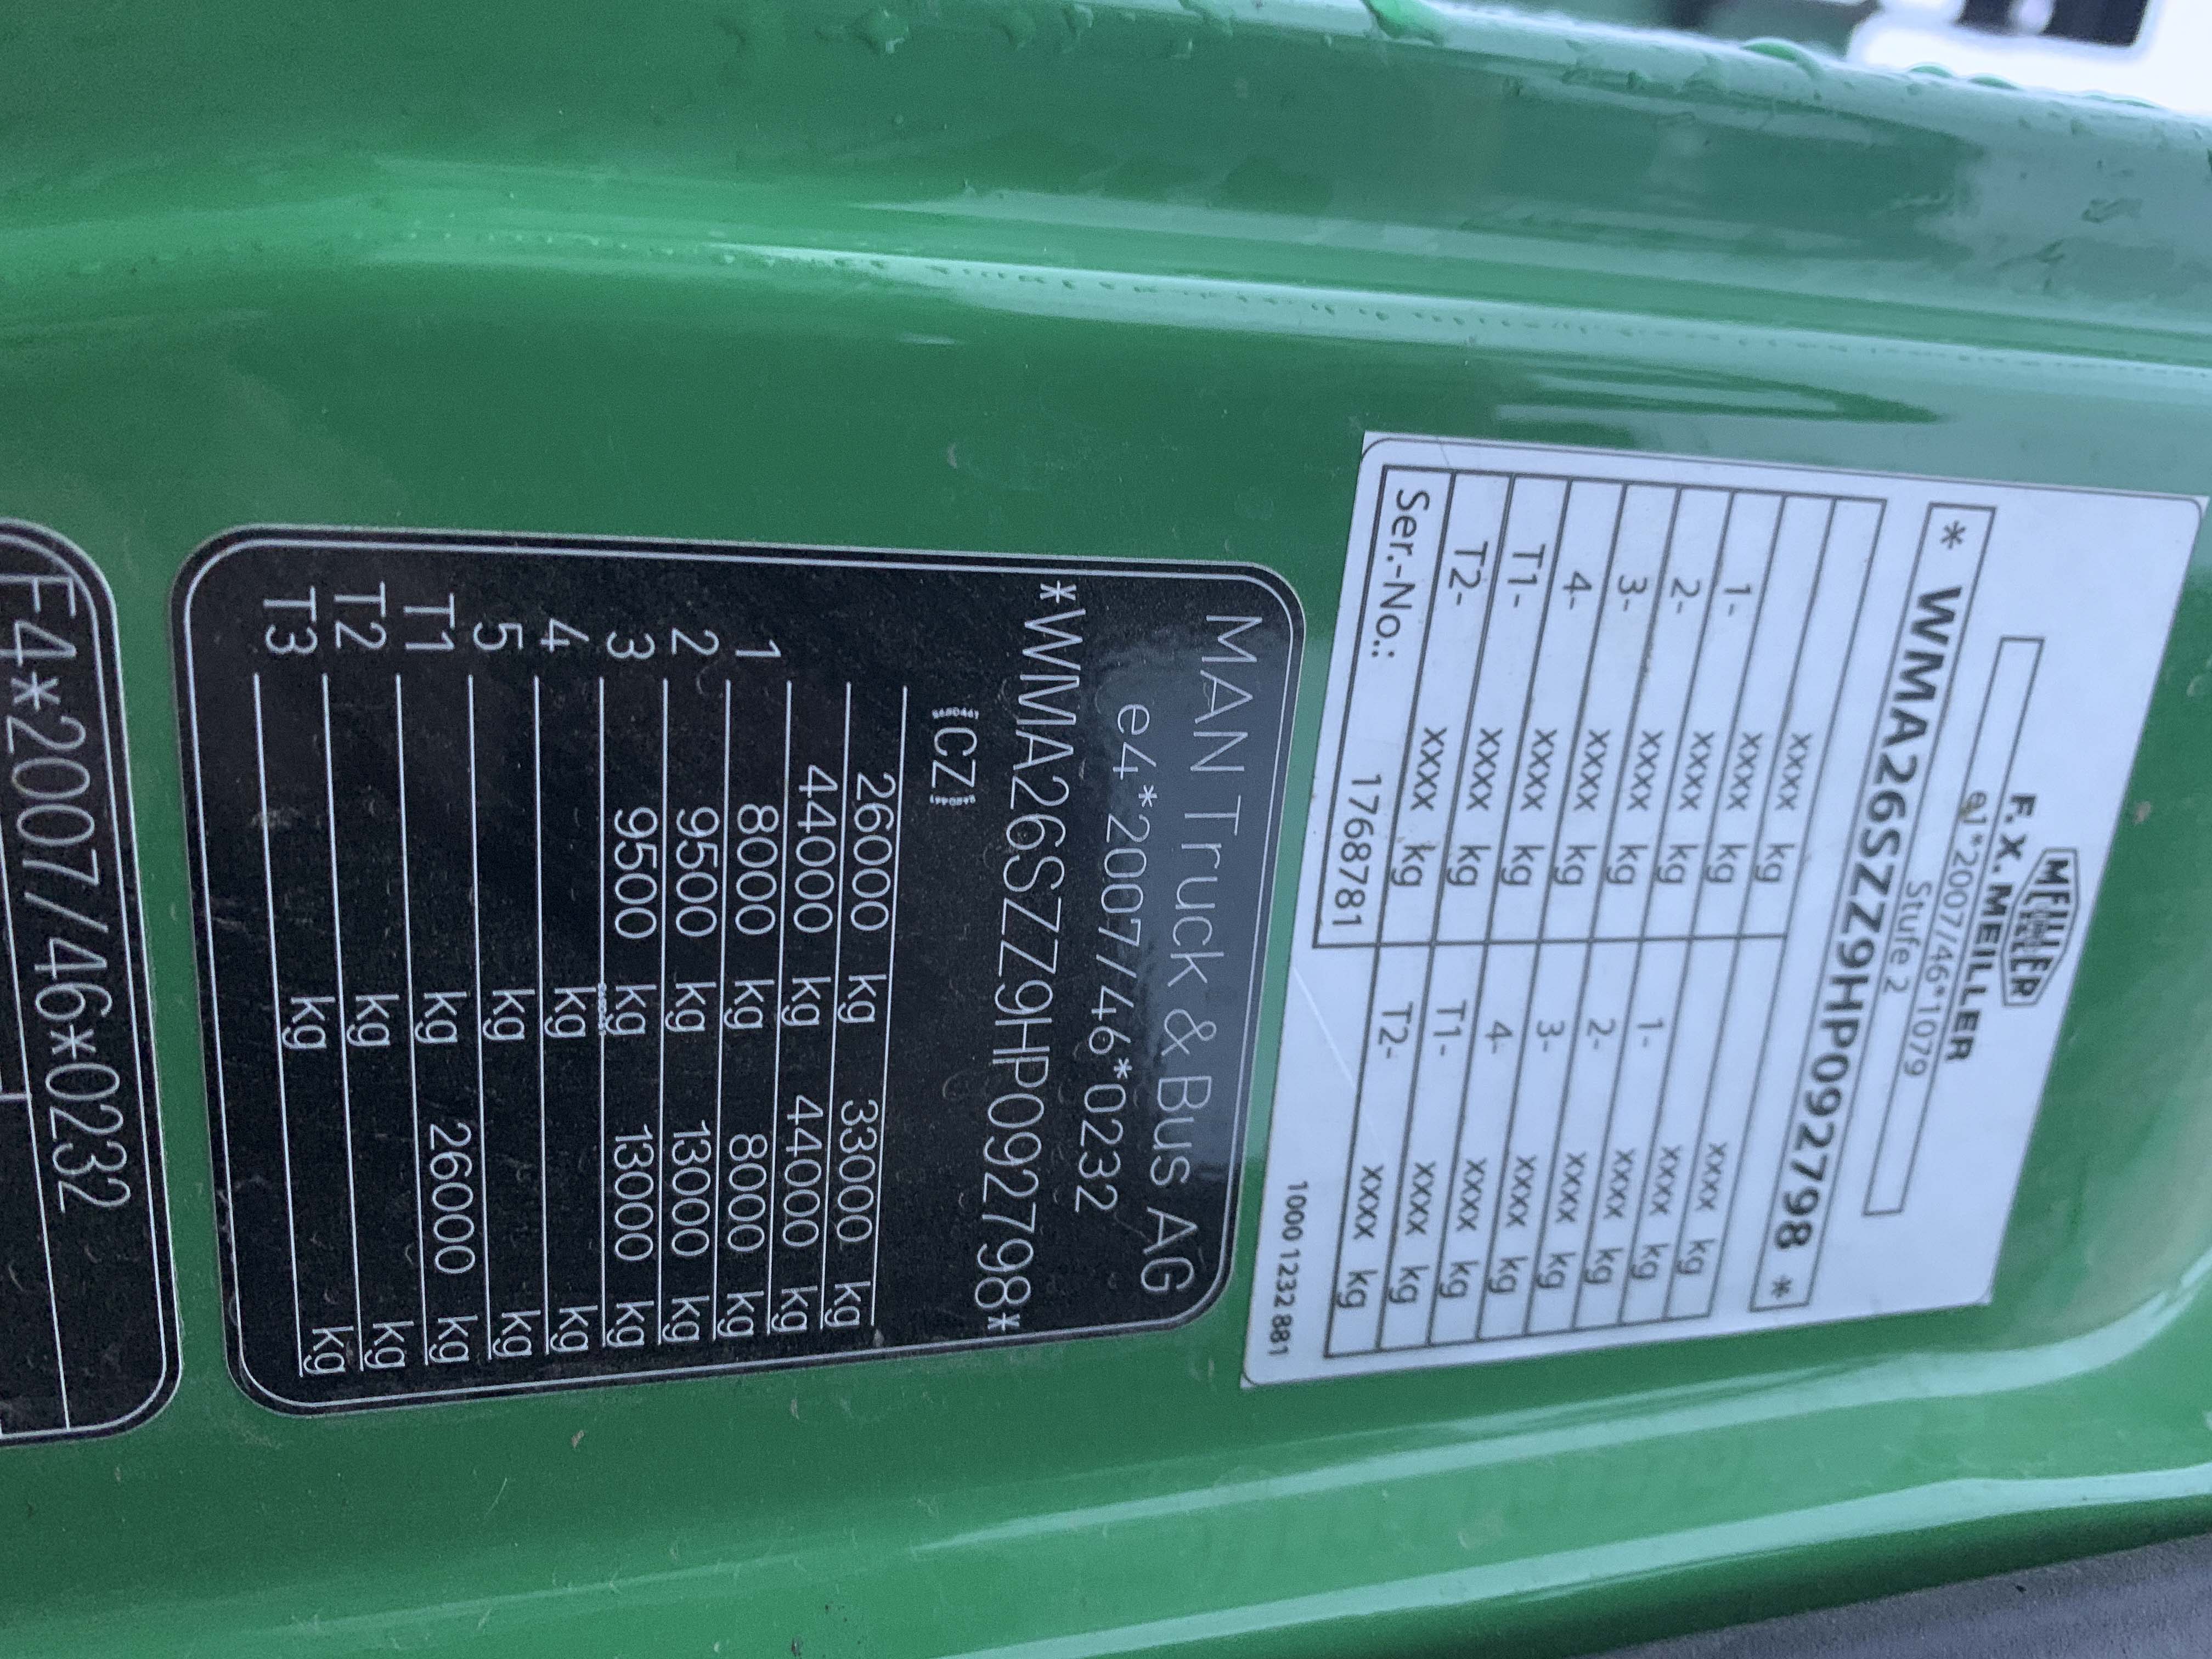 MEILLER
F. X. MEILLER
e1*2007/46*1079
Stufe 2
* WMA26SZZ9HP092798 *
xxxx kg xxxx kg
1- xxxx kg 1- xxxx kg
2- xxxx kg 2- xxxx kg
3- xxxx kg 3- xxxx kg
4- xxxx kg 4- xxxx kg
T1- xxxx kg T1- xxxx kg
T2- xxxx kg T2- xxxx kg
Ser.-No.: 1768781
1000 1232 881
MAN Truck & Bus AG
e4*2007/46*0232
*WMA26SZZ9HP092798*
(CZ)
26000 kg 33000 kg
44000 kg 44000 kg
1 8000 kg 8000 kg
2 9500 kg 13000 kg
3 9500 kg 13000 kg
4 kg kg
5 kg kg
T1 kg 26000 kg
T2 kg kg
T3 kg kg
E4*2007/46*0232